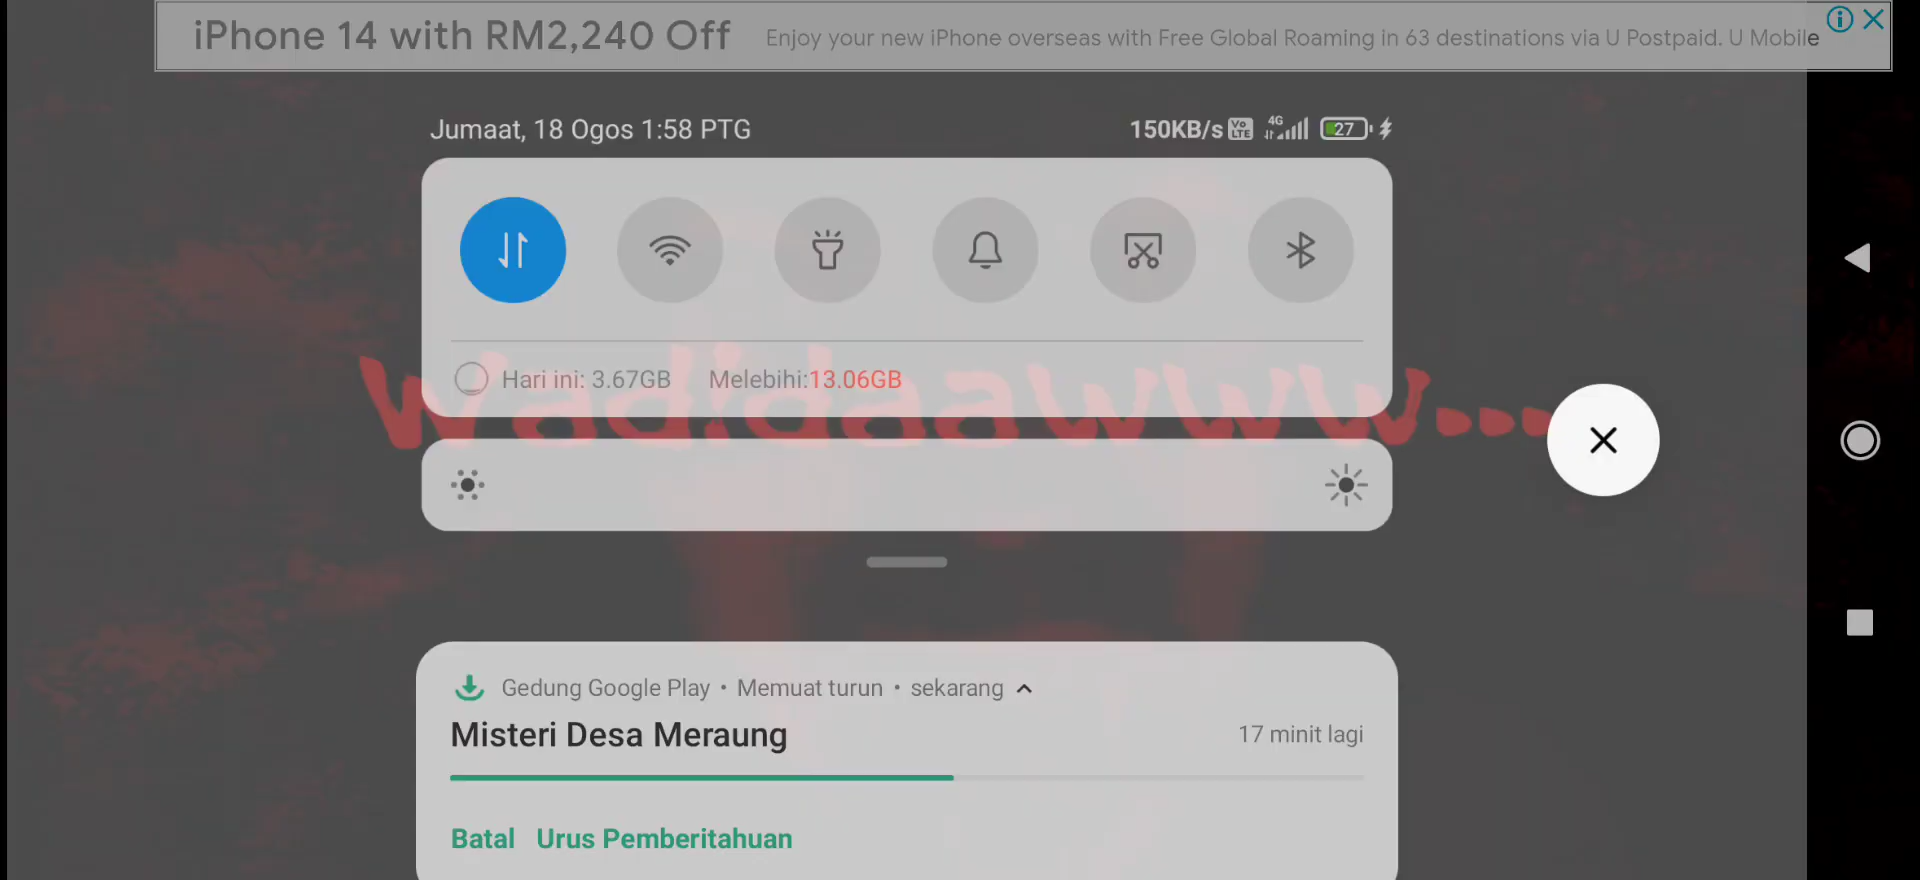 iPhone 14 with RM2,240 Off
Enjoy your new iPhone overseas with Free Global Roaming in 63 destinations via U Postpaid. U Mobile
Jumaat, 18 Ogos 1:58 PTG
150KB/s Vo LTE 4G 27
Hari ini: 3.67GB Melebihi:13.06GB
wadidaawww...
Gedung Google Play • Memuat turun • sekarang
Misteri Desa Meraung
17 minit lagi
Batal Urus Pemberitahuan